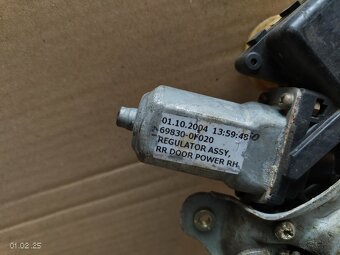 01.10.2004 13:59:48
69830-0F020
REGULATOR ASSY,
RR DOOR POWER RH,
01.02.25